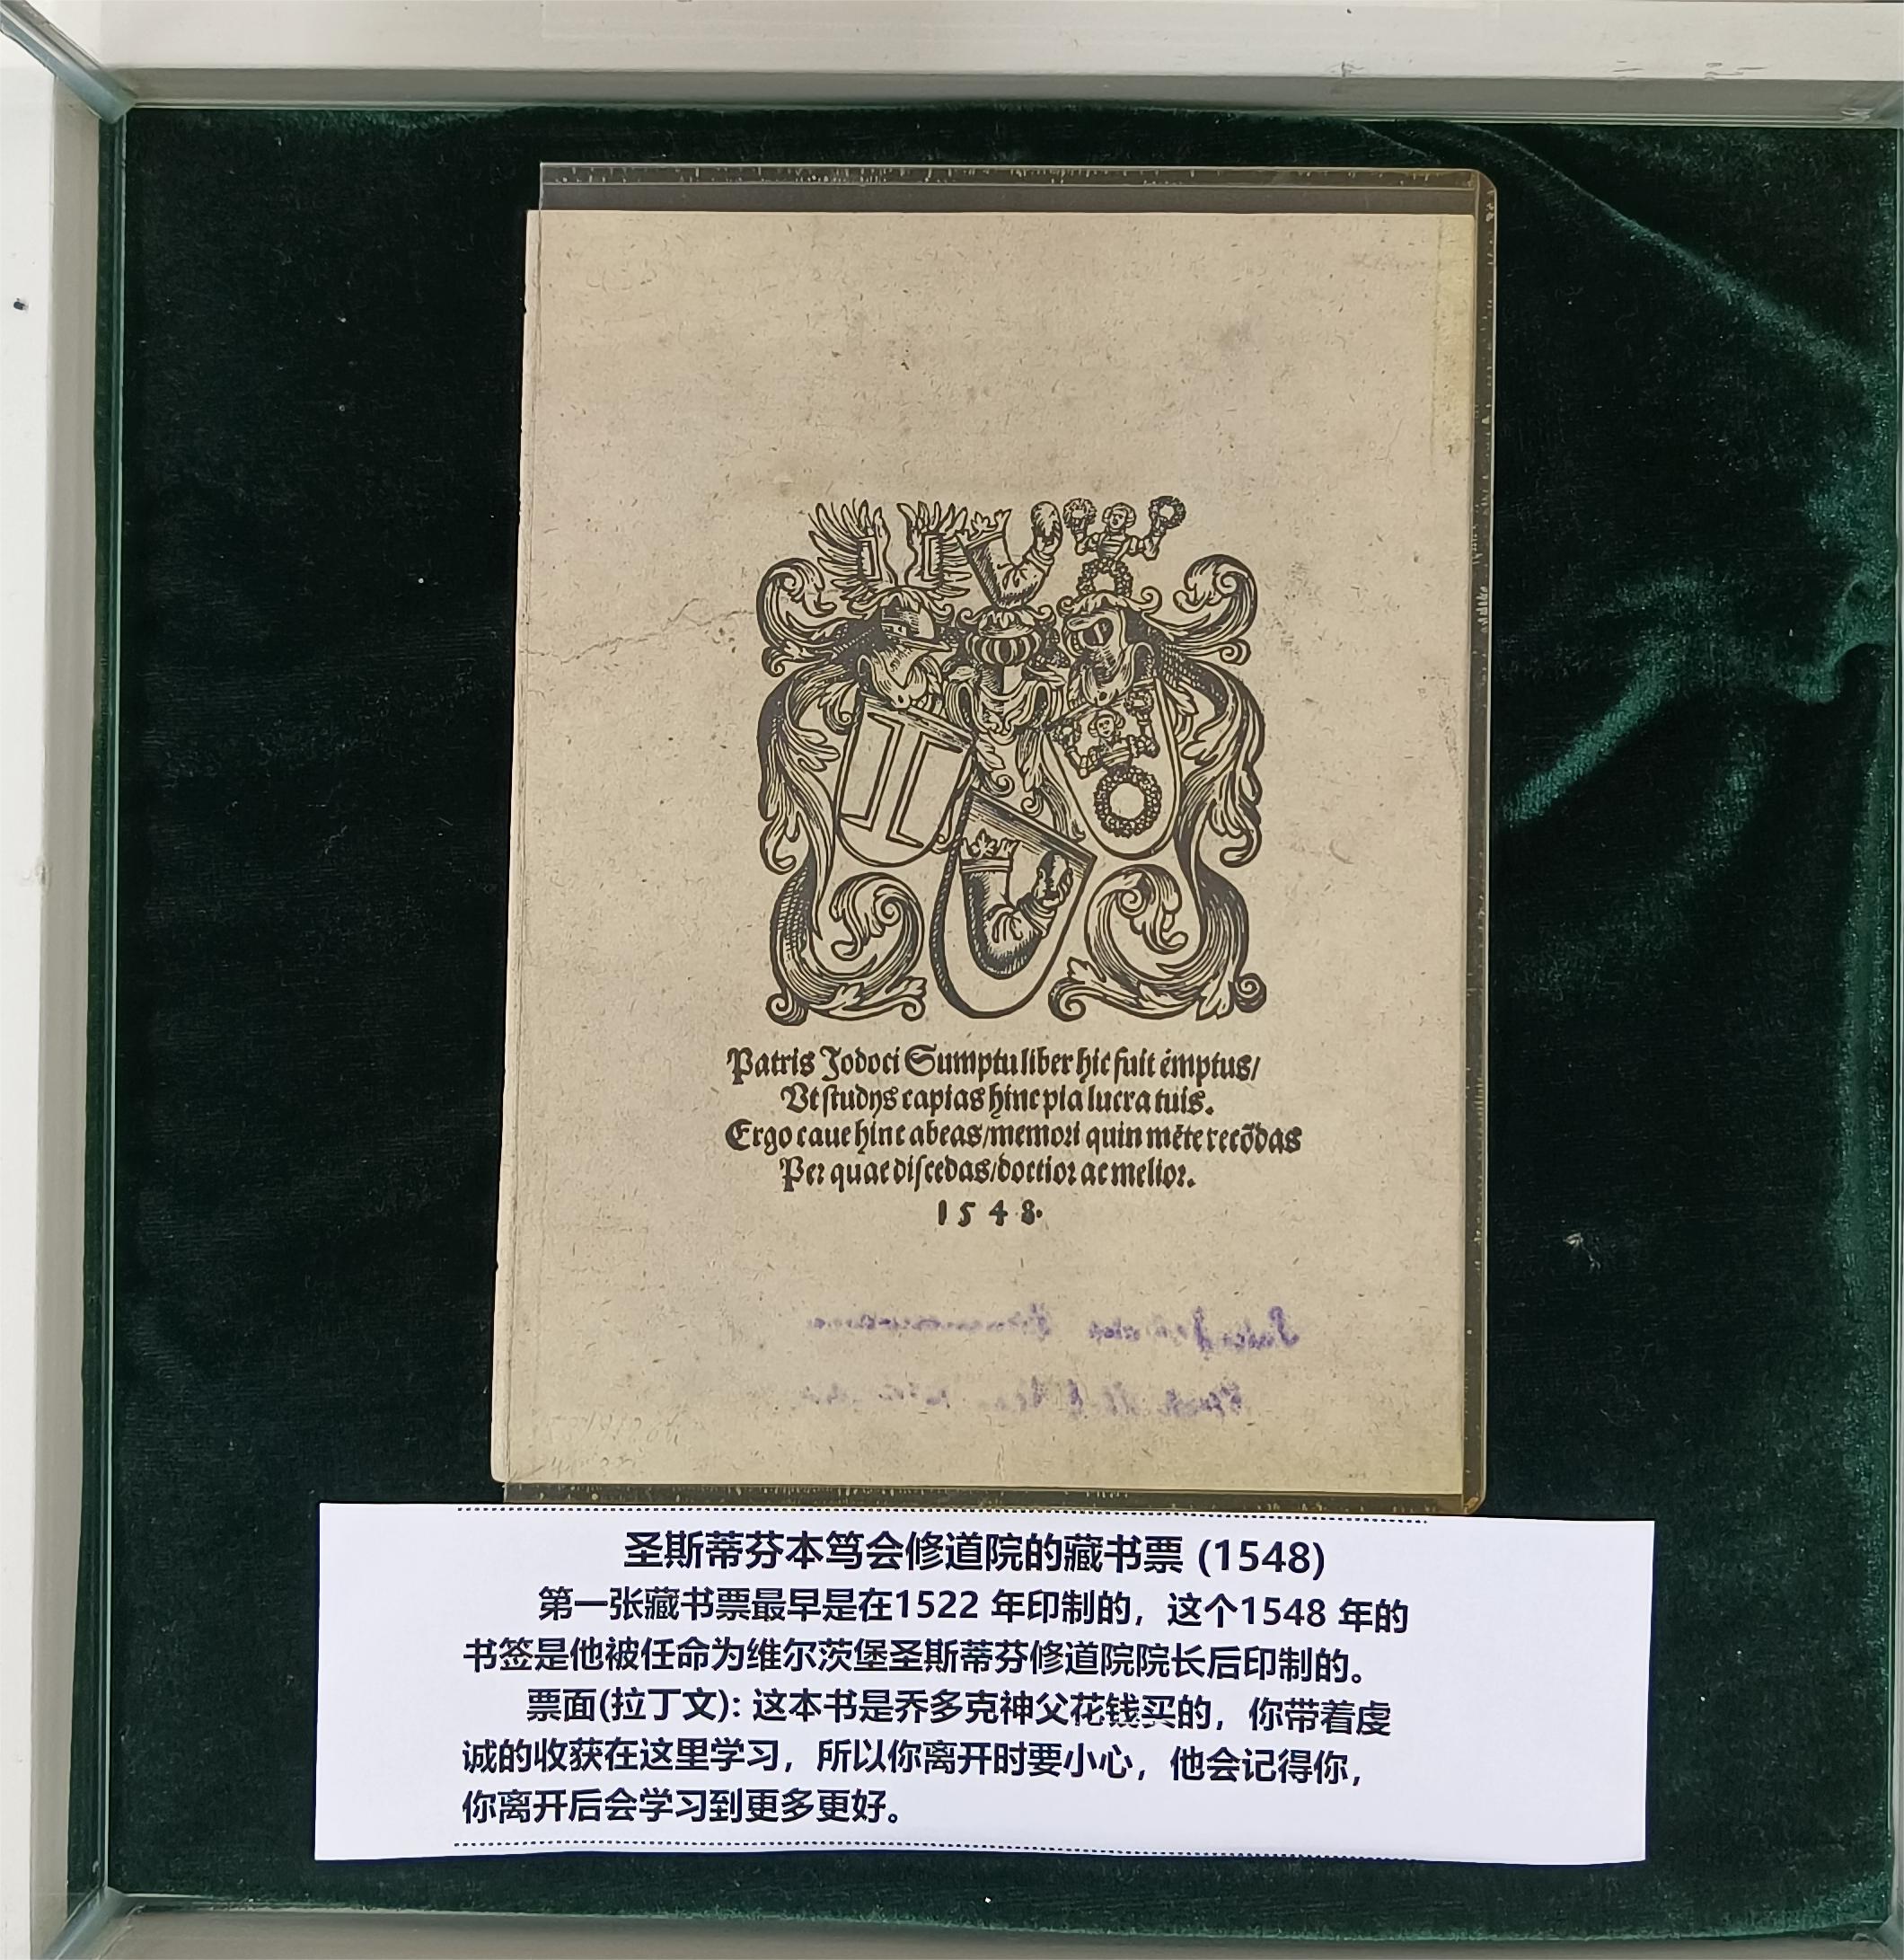 Patris Jodoci Sumptu liber hic fuit emptus/
Vt studijs capias hinc pia lucra tuis.
Ergo caue hinc abeas/memori quin mēte recōdas
Per quae discedas/doctior ac melior.
1548.
圣斯蒂芬本笃会修道院的藏书票 (1548)
第一张藏书票最早是在1522 年印制的，这个1548 年的
书签是他被任命为维尔茨堡圣斯蒂芬修道院院长后印制的。
票面(拉丁文): 这本书是乔多克神父花钱买的，你带着虔
诚的收获在这里学习，所以你离开时要小心，他会记得你，
你离开后会学习到更多更好。